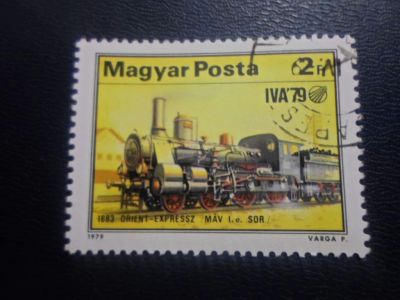 Magyar Posta 2 Ft
IVA'79
1883 ORIENT-EXPRESSZ /MÁV I.e. SOR/
1979 VARGA P.